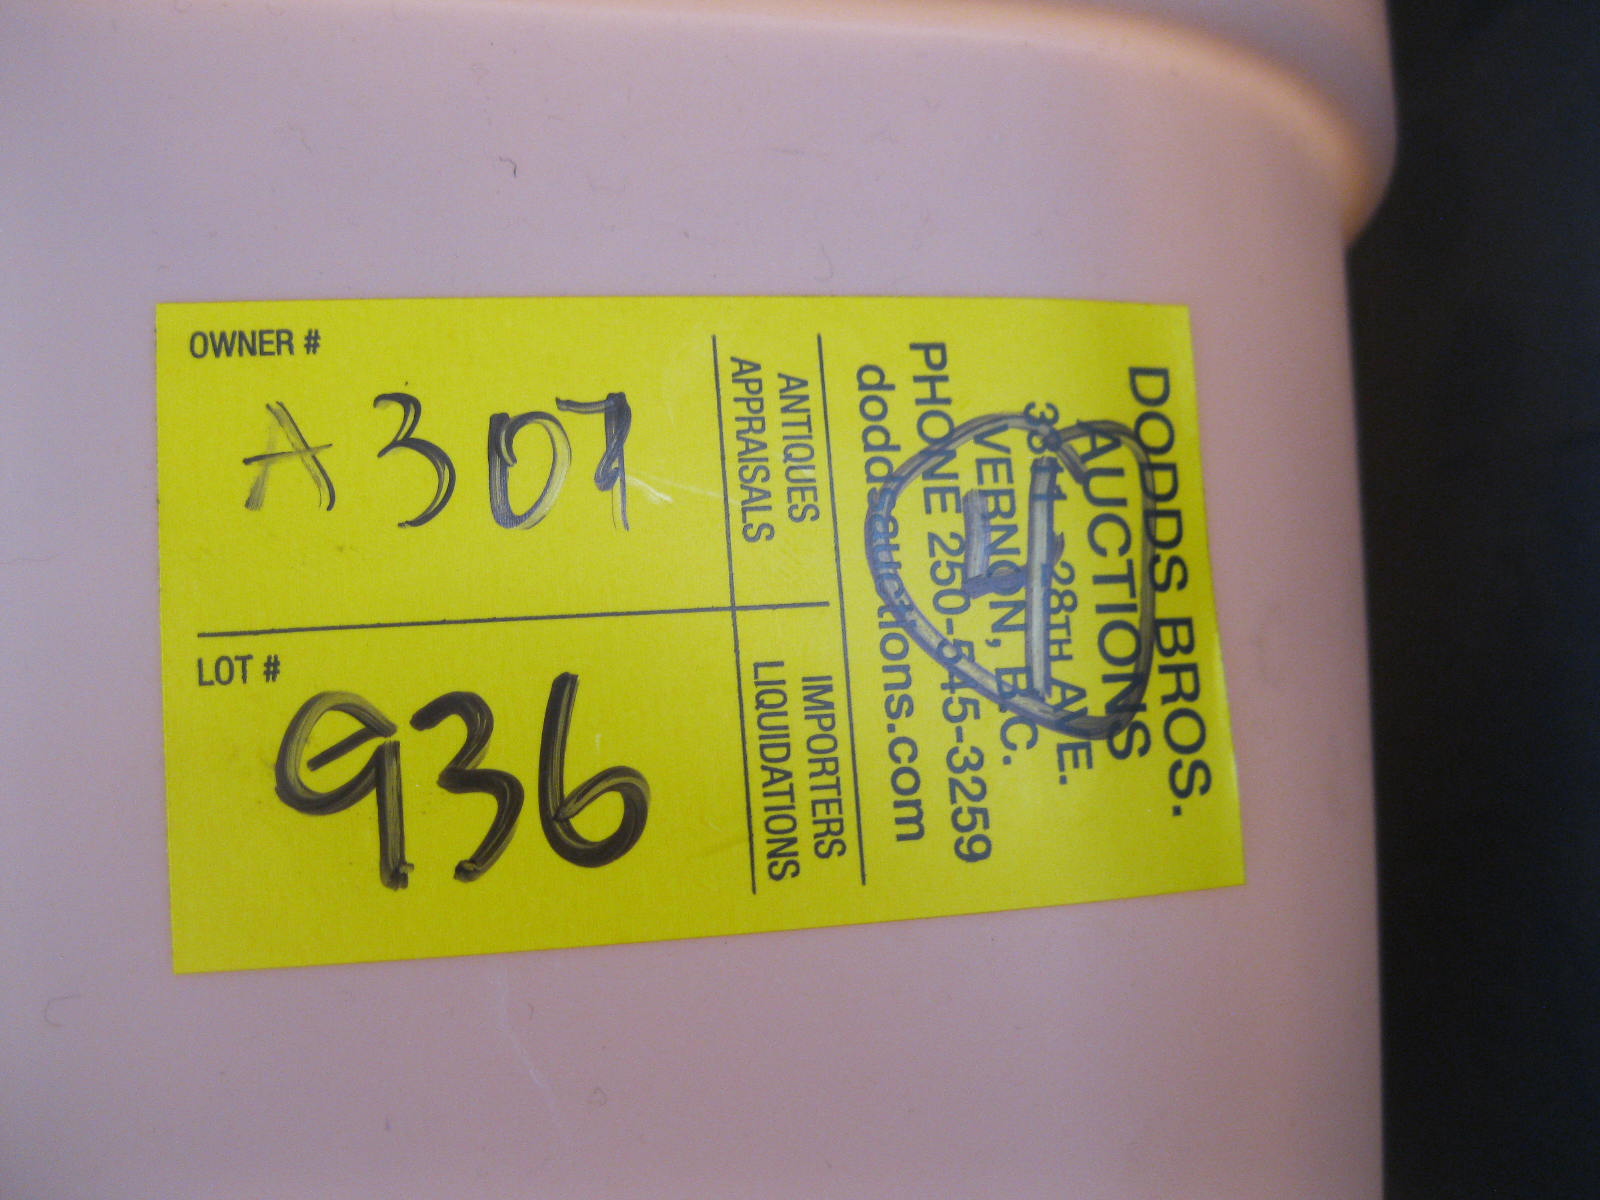 DODDS BROS.
AUCTIONS
3311 - 28TH AVE.
VERNON, B.C.
PHONE 250-545-3259
doddsauctions.com
ANTIQUES
APPRAISALS
IMPORTERS
LIQUIDATIONS
OWNER #
A307
LOT #
936